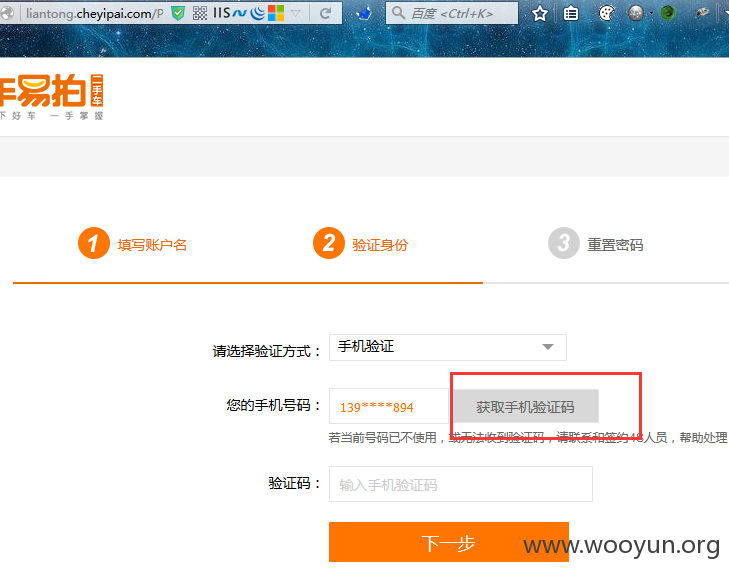 liantong.cheyipai.com/P
IIS
百度 <Ctrl+K>
车易拍 二手车
下好车 一手掌握
1 填写账户名
2 验证身份
3 重置密码
请选择验证方式： 手机验证
您的手机号码： 139****894 获取手机验证码
若当前号码已不使用，或无法收到验证码，请联系和签约4S人员，帮助处理
验证码： 输入手机验证码
下一步
www.wooyun.org